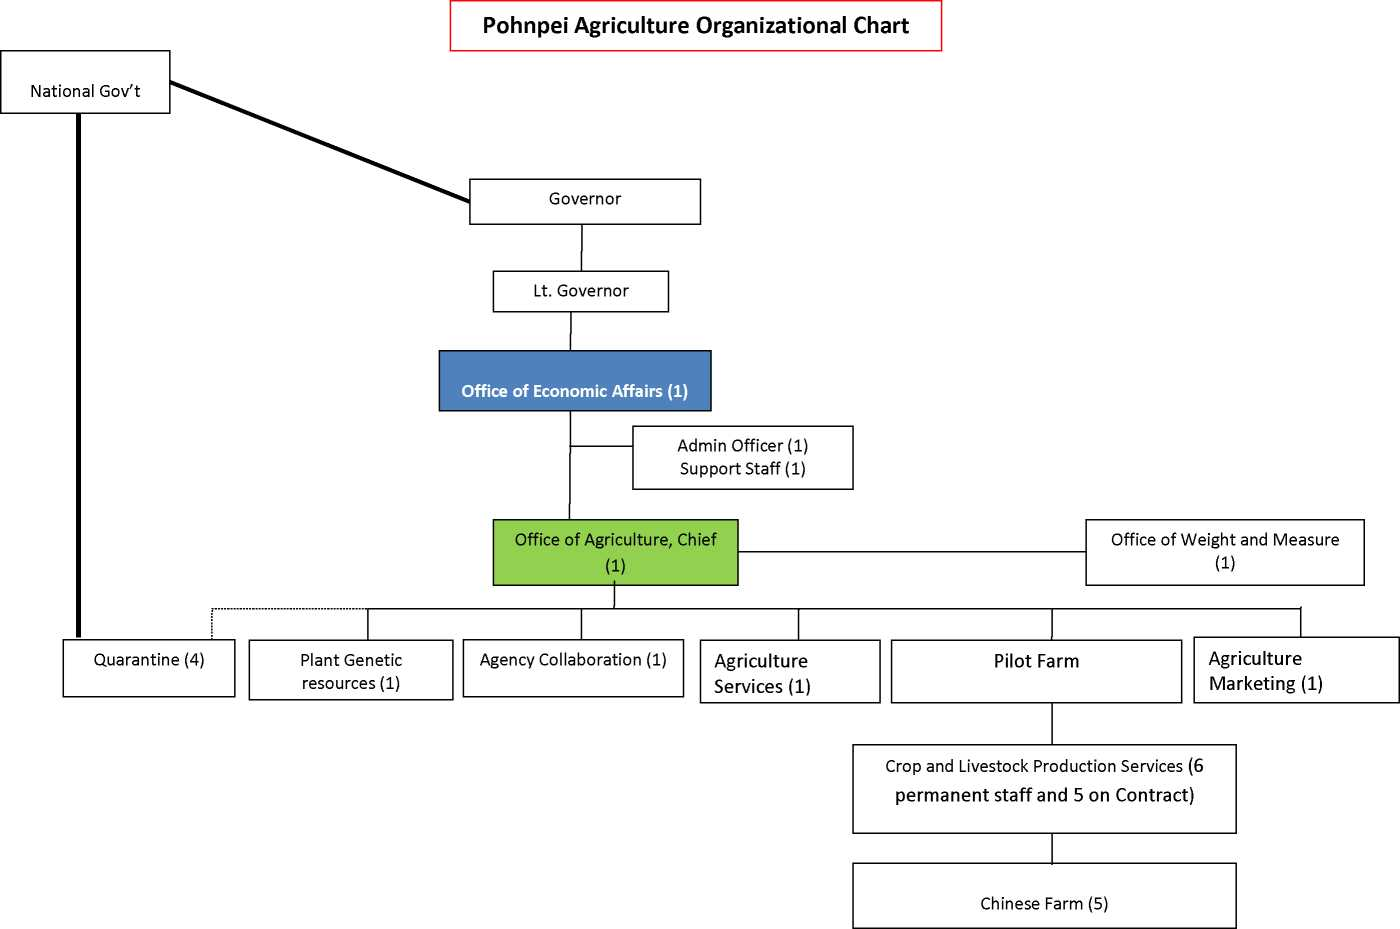 Pohnpei Agriculture Organizational Chart
National Gov’t
Governor
Lt. Governor
Office of Economic Affairs (1)
Admin Officer (1)
Support Staff (1)
Office of Agriculture, Chief
(1)
Office of Weight and Measure
(1)
Quarantine (4)
Plant Genetic
resources (1)
Agency Collaboration (1)
Agriculture
Services (1)
Pilot Farm
Agriculture
Marketing (1)
Crop and Livestock Production Services (6
permanent staff and 5 on Contract)
Chinese Farm (5)